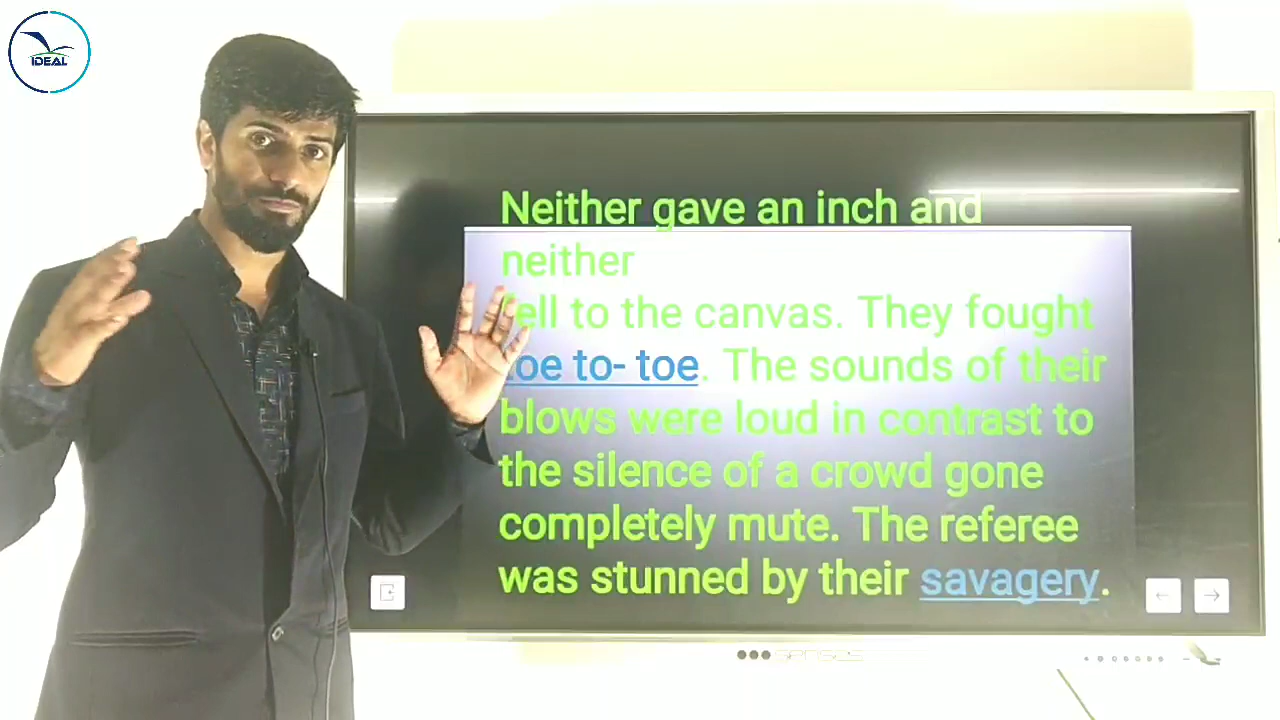 IDEAL
Neither gave an inch and
neither
fell to the canvas. They fought
toe to- toe. The sounds of their
blows were loud in contrast to
the silence of a crowd gone
completely mute. The referee
was stunned by their savagery.